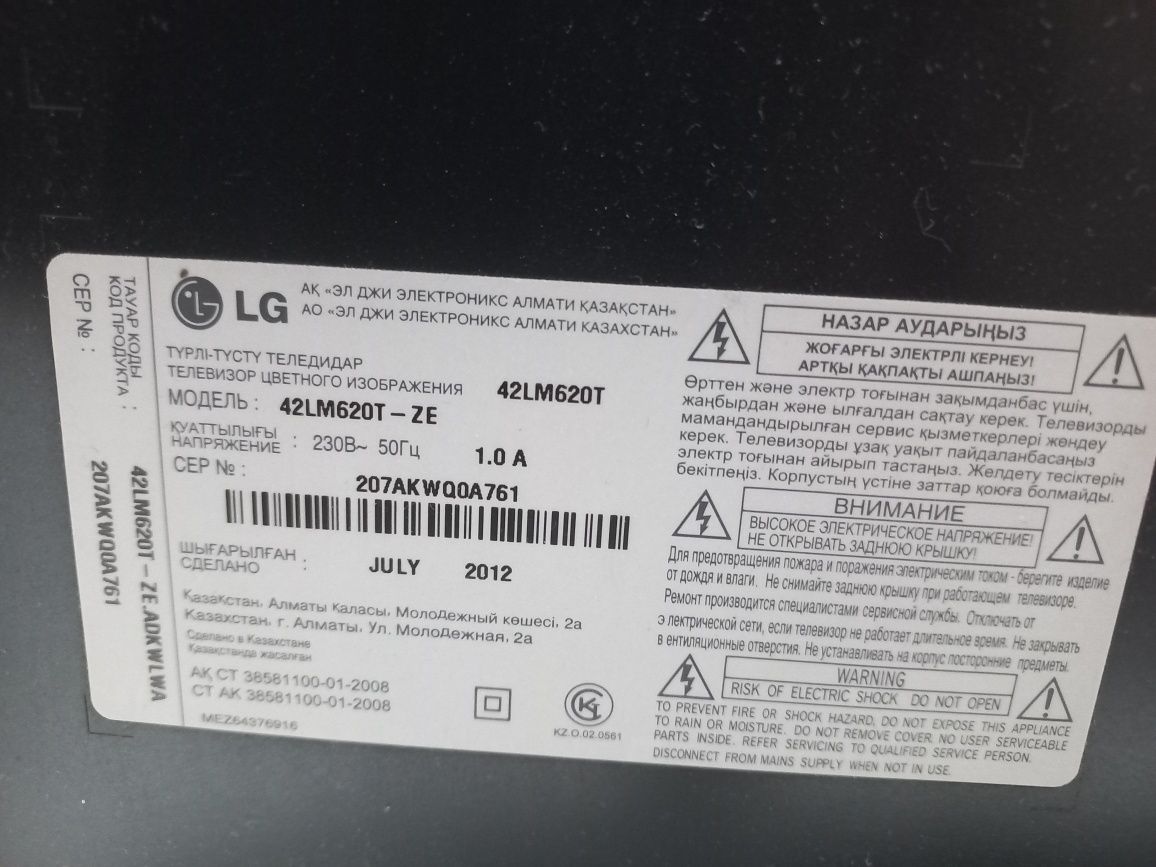 ТАУАР КОДЫ
КОД ПРОДУКТА :
42LM620T-ZE.ADKWLWA
СЕР № :
207AKWQ0A761
LG
АҚ «ЭЛ ДЖИ ЭЛЕКТРОНИКС АЛМАТИ ҚАЗАҚСТАН»
АО «ЭЛ ДЖИ ЭЛЕКТРОНИКС АЛМАТИ КАЗАХСТАН»
ТҮРЛІ-ТҮСТҮ ТЕЛЕДИДАР
ТЕЛЕВИЗОР ЦВЕТНОГО ИЗОБРАЖЕНИЯ 42LM620T
МОДЕЛЬ : 42LM620T-ZE
ҚУАТТЫЛЫҒЫ
НАПРЯЖЕНИЕ : 230В~ 50Гц 1.0 A
СЕР № :
207AKWQ0A761
ШЫҒАРЫЛҒАН
СДЕЛАНО : JULY 2012
Казакстан, Алматы Каласы, Молодежный көшесі, 2а
Казахстан, г. Алматы, Ул. Молодежная, 2а
Сделано в Казахстане
Қазақстанда жасалған
АҚ СТ 38581100-01-2008
СТ АК 38581100-01-2008
MEZ64376916
KZ.O.02.0561
НАЗАР АУДАРЫҢЫЗ
ЖОҒАРҒЫ ЭЛЕКТРЛІ КЕРНЕУ!
АРТҚЫ ҚАҚПАҚТЫ АШПАҢЫЗ!
Өрттен және электр тоғынан зақымданбас үшін,
жаңбырдан және ылғалдан сақтау керек. Телевизорды
мамандандырылған сервис қызметкерлері жөндеу
керек. Телевизорды ұзақ уақыт пайдаланбасаңыз
электр тоғынан айырып тастаңыз. Желдету тесіктерін
бекітпеңіз. Корпустың үстіне заттар қоюға болмайды.
ВНИМАНИЕ
ВЫСОКОЕ ЭЛЕКТРИЧЕСКОЕ НАПРЯЖЕНИЕ!
НЕ ОТКРЫВАТЬ ЗАДНЮЮ КРЫШКУ!
Для предотвращения пожара и поражения электрическим током - берегите изделие
от дождя и влаги. Не снимайте заднюю крышку при работающем телевизоре.
Ремонт производится специалистами сервисной службы. Отключать от
э лектрической сети, если телевизор не работает длительное время. Не закрывать
в ентиляционные отверстия. Не устанавливать на корпус посторонние предметы.
WARNING
RISK OF ELECTRIC SHOCK DO NOT OPEN
TO PREVENT FIRE OR SHOCK HAZARD, DO NOT EXPOSE THIS APPLIANCE
TO RAIN OR MOISTURE. DO NOT REMOVE COVER. NO USER SERVICEABLE
PARTS INSIDE. REFER SERVICING TO QUALIFIED SERVICE PERSON.
DISCONNECT FROM MAINS SUPPLY WHEN NOT IN USE.